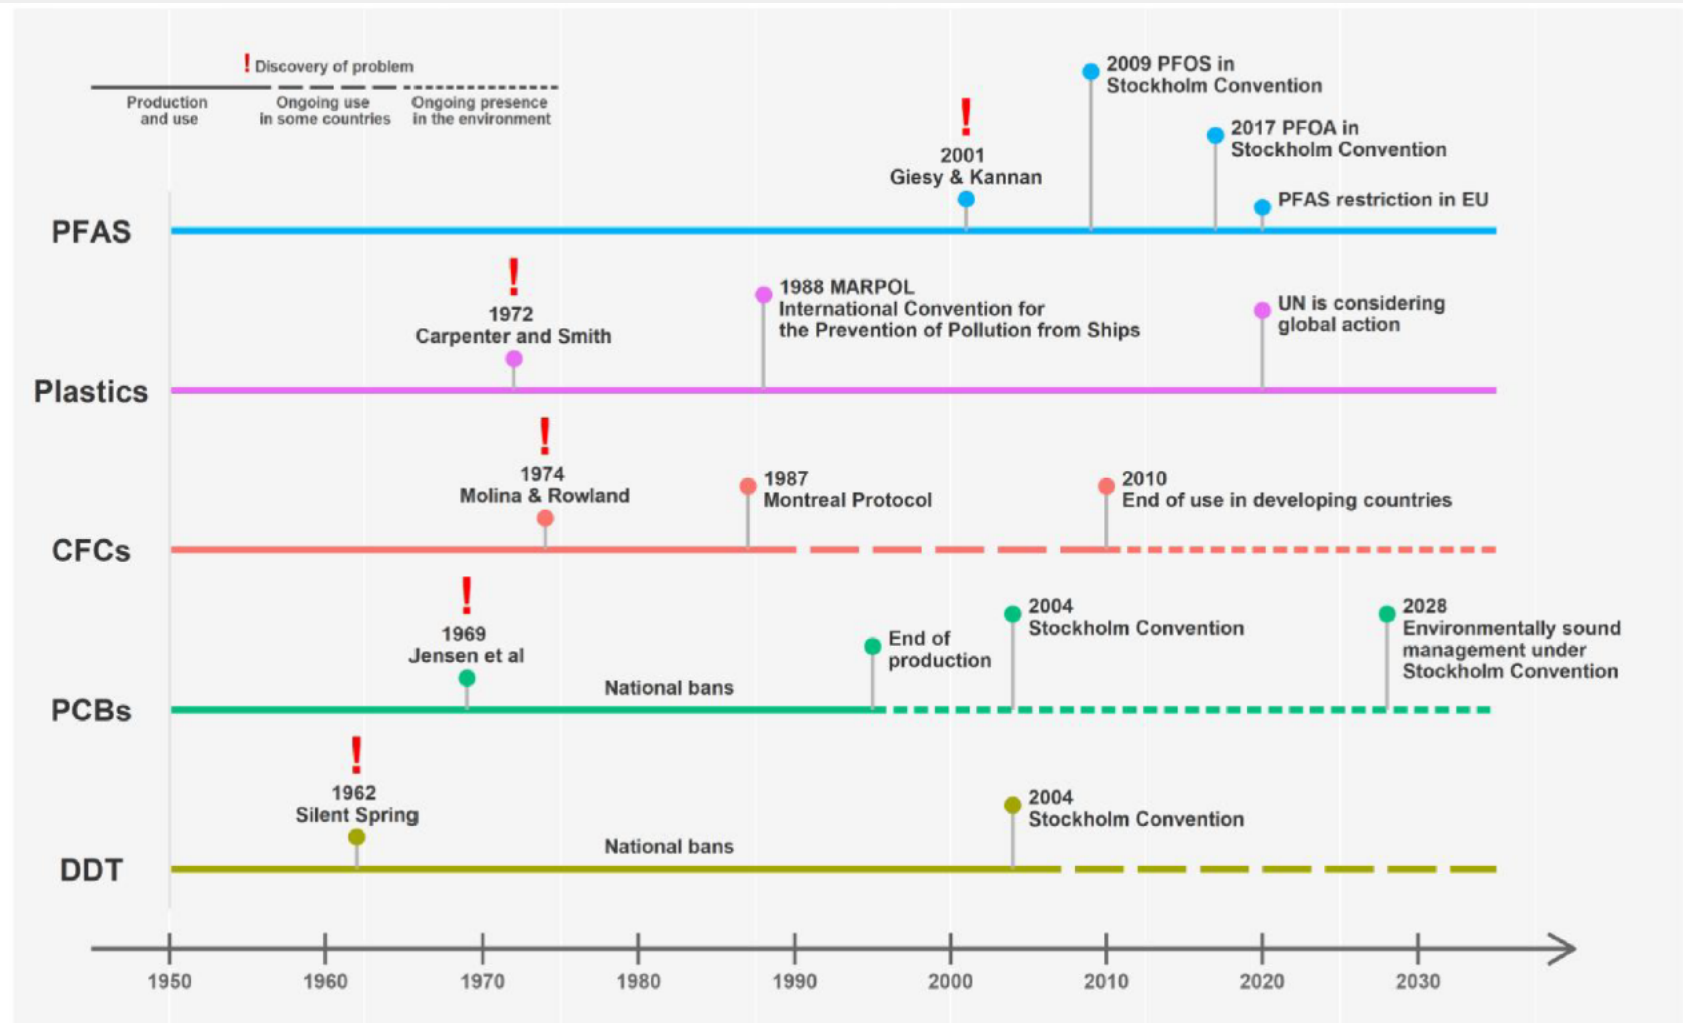 ! Discovery of problem
Production
and use
Ongoing use
in some countries
Ongoing presence
in the environment
2009 PFOS in
Stockholm Convention
!
2001
Giesy & Kannan
2017 PFOA in
Stockholm Convention
PFAS restriction in EU
PFAS
!
1972
Carpenter and Smith
1988 MARPOL
International Convention for
the Prevention of Pollution from Ships
UN is considering
global action
Plastics
!
1974
Molina & Rowland
1987
Montreal Protocol
2010
End of use in developing countries
CFCs
!
1969
Jensen et al
National bans
End of
production
2004
Stockholm Convention
2028
Environmentally sound
management under
Stockholm Convention
PCBs
!
1962
Silent Spring
National bans
2004
Stockholm Convention
DDT
1950 1960 1970 1980 1990 2000 2010 2020 2030